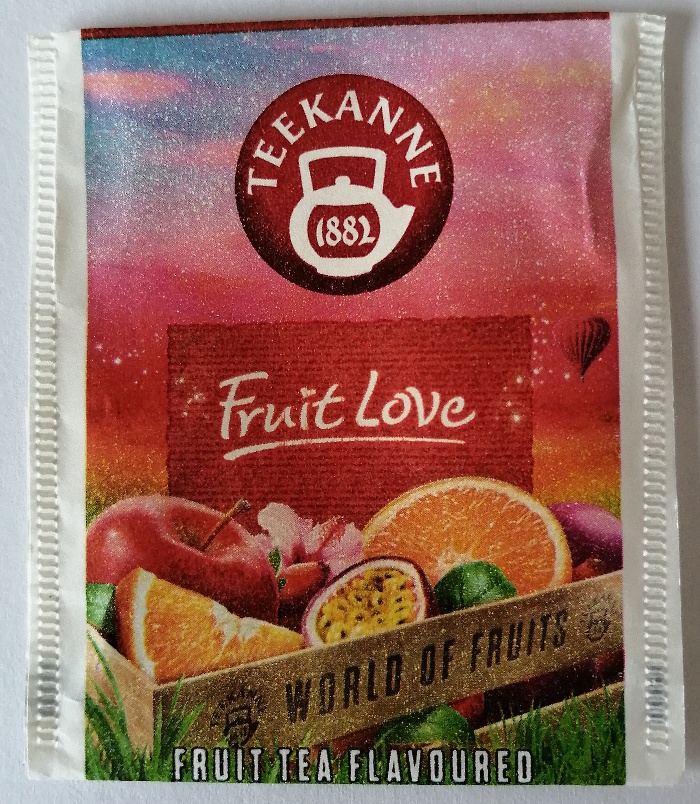 TEEKANNE
1882
Fruit Love
WORLD OF FRUITS
FRUIT TEA FLAVOURED